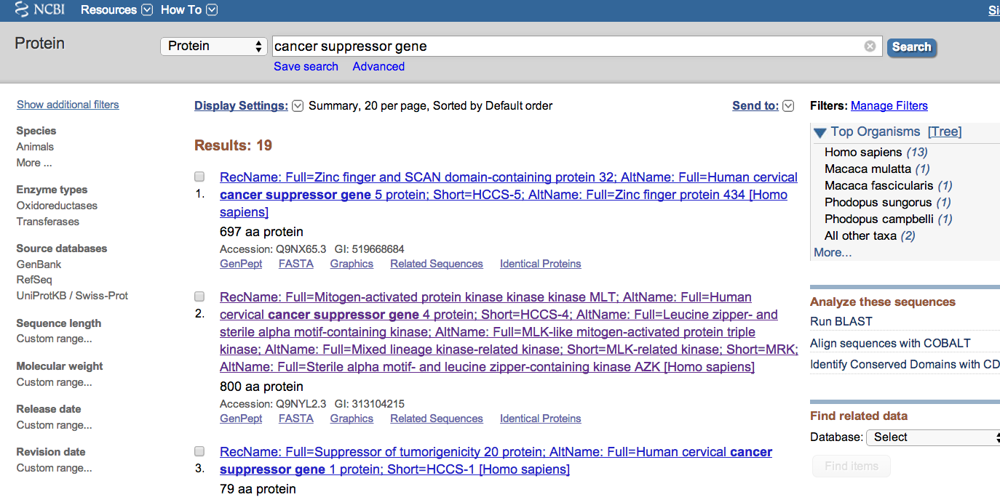 NCBI Resources How To
Protein Protein cancer suppressor gene Search
Save search Advanced
Show additional filters
Species
Animals
More ...
Enzyme types
Oxidoreductases
Transferases
Source databases
GenBank
RefSeq
UniProtKB / Swiss-Prot
Sequence length
Custom range...
Molecular weight
Custom range...
Release date
Custom range...
Revision date
Custom range...
Display Settings: Summary, 20 per page, Sorted by Default order Send to:
Results: 19
RecName: Full=Zinc finger and SCAN domain-containing protein 32; AltName: Full=Human cervical
1. cancer suppressor gene 5 protein; Short=HCCS-5; AltName: Full=Zinc finger protein 434 [Homo
sapiens]
697 aa protein
Accession: Q9NX65.3 GI: 519668684
GenPept FASTA Graphics Related Sequences Identical Proteins
RecName: Full=Mitogen-activated protein kinase kinase kinase MLT; AltName: Full=Human
2. cervical cancer suppressor gene 4 protein; Short=HCCS-4; AltName: Full=Leucine zipper- and
sterile alpha motif-containing kinase; AltName: Full=MLK-like mitogen-activated protein triple
kinase; AltName: Full=Mixed lineage kinase-related kinase; Short=MLK-related kinase; Short=MRK;
AltName: Full=Sterile alpha motif- and leucine zipper-containing kinase AZK [Homo sapiens]
800 aa protein
Accession: Q9NYL2.3 GI: 313104215
GenPept FASTA Graphics Related Sequences Identical Proteins
RecName: Full=Suppressor of tumorigenicity 20 protein; AltName: Full=Human cervical cancer
3. suppressor gene 1 protein; Short=HCCS-1 [Homo sapiens]
79 aa protein
Filters: Manage Filters
Top Organisms [Tree]
Homo sapiens (13)
Macaca mulatta (1)
Macaca fascicularis (1)
Phodopus sungorus (1)
Phodopus campbelli (1)
All other taxa (2)
More...
Analyze these sequences
Run BLAST
Align sequences with COBALT
Identify Conserved Domains with CD
Find related data
Database: Select
Find items